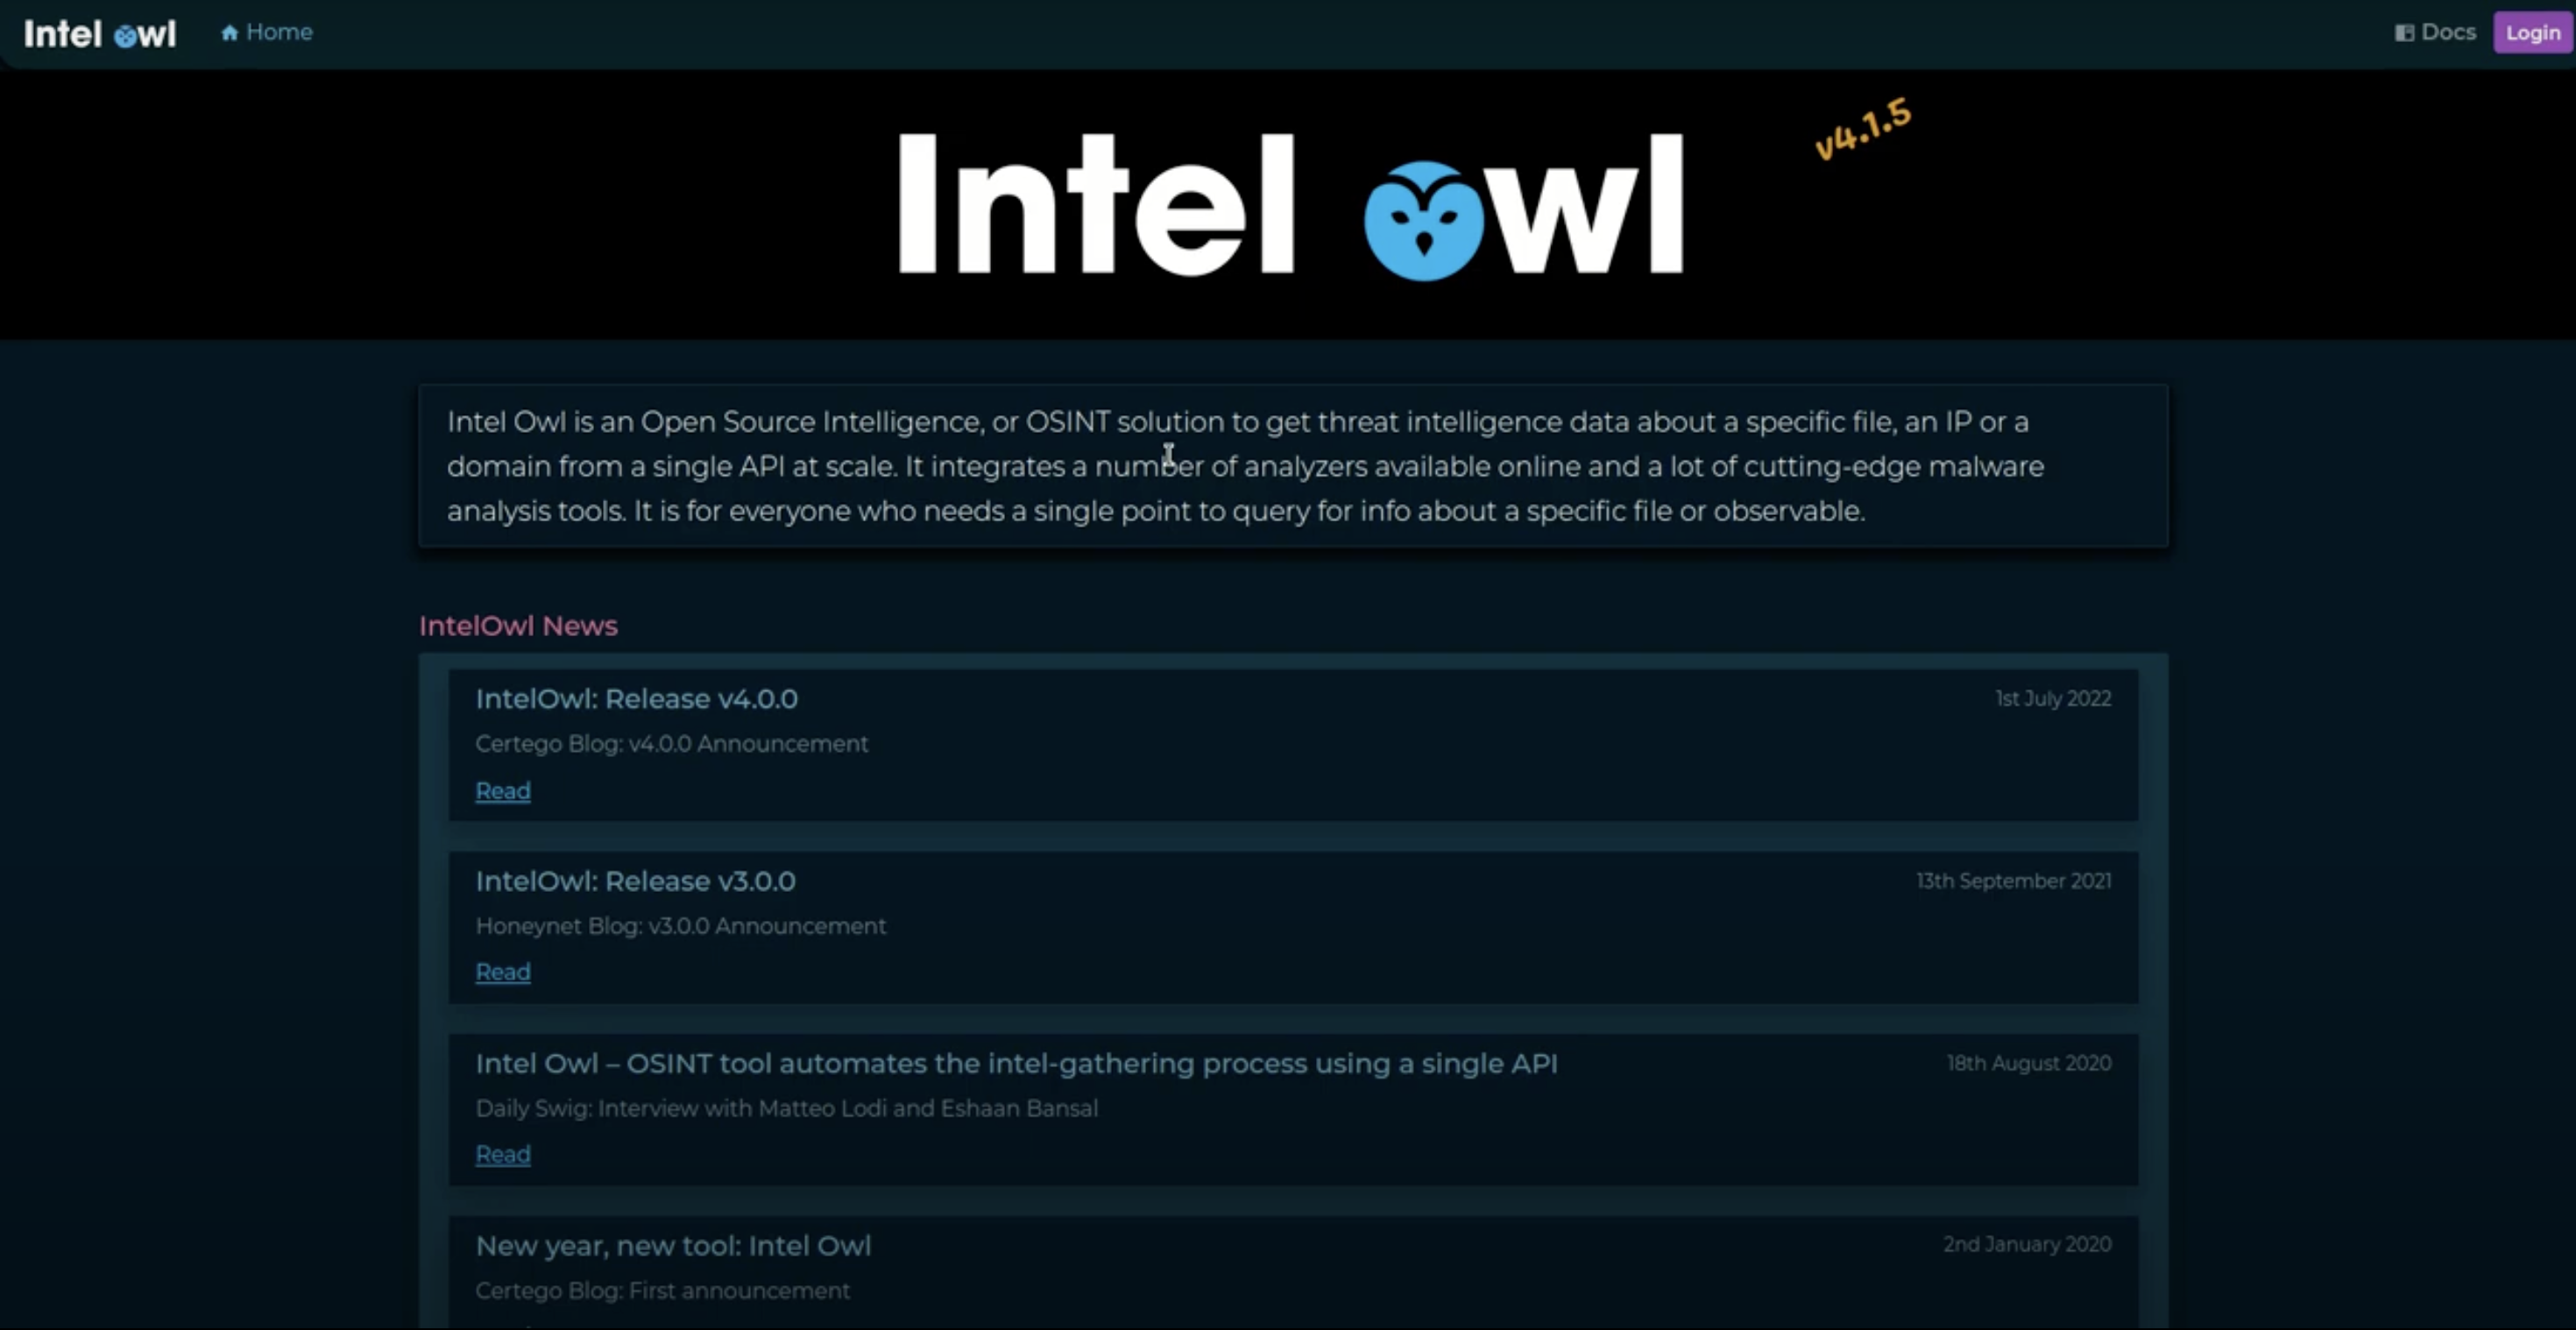 Intel Owl
Home
Docs
Login
Intel Owl
v4.1.5
Intel Owl is an Open Source Intelligence, or OSINT solution to get threat intelligence data about a specific file, an IP or a
domain from a single API at scale. It integrates a number of analyzers available online and a lot of cutting-edge malware
analysis tools. It is for everyone who needs a single point to query for info about a specific file or observable.
IntelOwl News
IntelOwl: Release v4.0.0
1st July 2022
Certego Blog: v4.0.0 Announcement
Read
IntelOwl: Release v3.0.0
13th September 2021
Honeynet Blog: v3.0.0 Announcement
Read
Intel Owl – OSINT tool automates the intel-gathering process using a single API
18th August 2020
Daily Swig: Interview with Matteo Lodi and Eshaan Bansal
Read
New year, new tool: Intel Owl
2nd January 2020
Certego Blog: First announcement